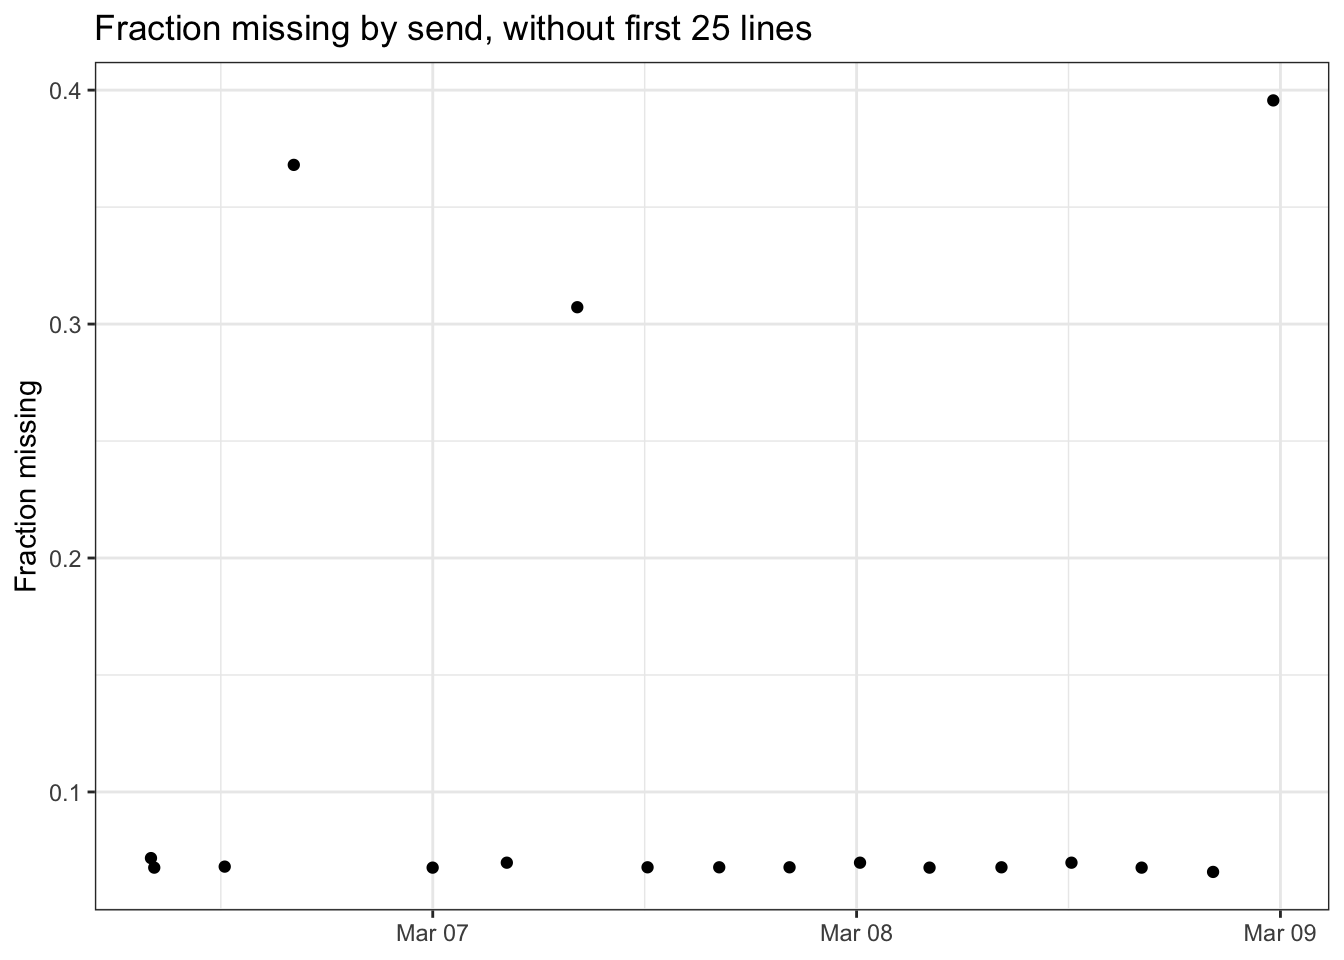 Fraction missing by send, without first 25 lines
0.4
0.3
0.2
0.1
Fraction missing
Mar 07
Mar 08
Mar 09